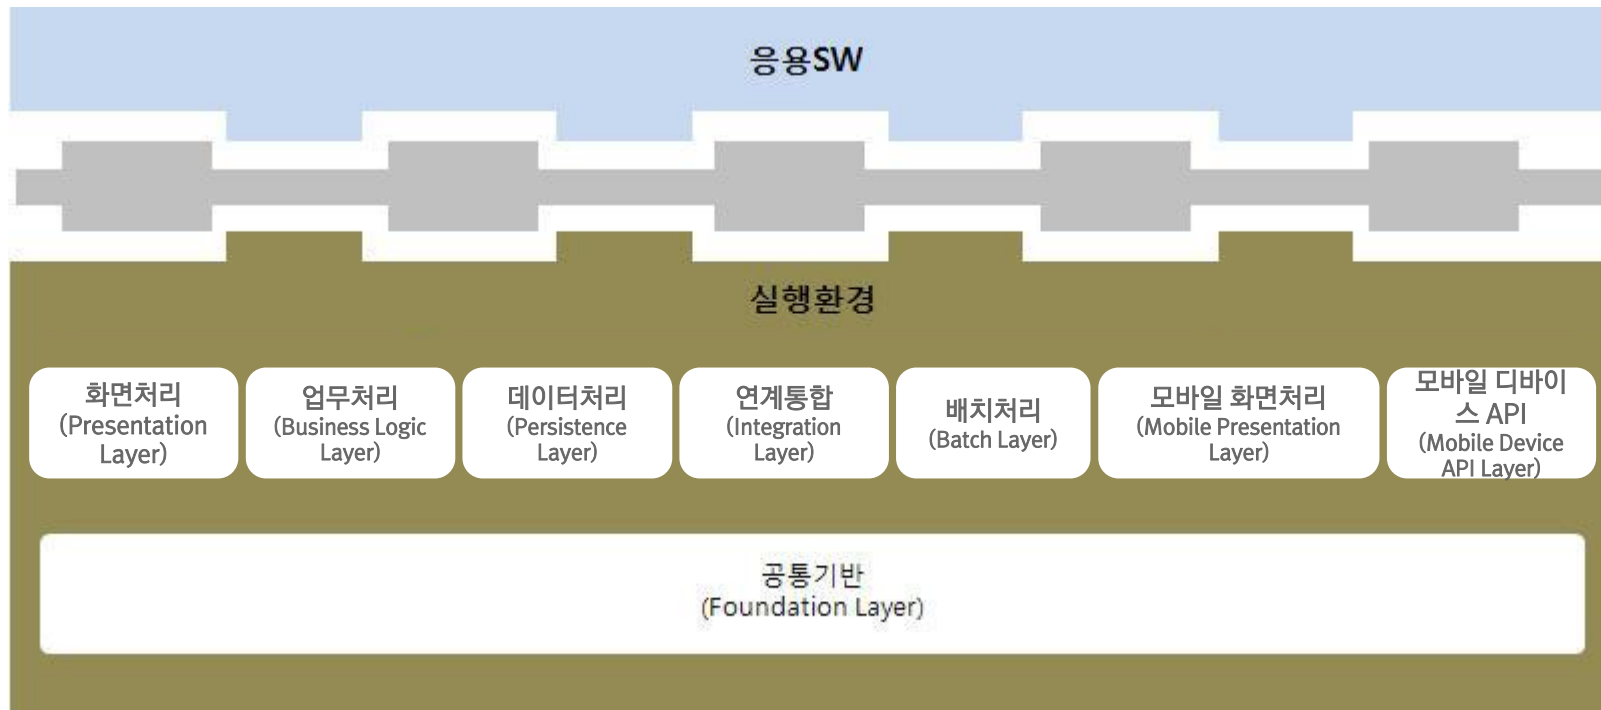 응용SW
실행환경
화면처리
(Presentation
Layer)
업무처리
(Business Logic
Layer)
데이터처리
(Persistence
Layer)
연계통합
(Integration
Layer)
배치처리
(Batch Layer)
모바일 화면처리
(Mobile Presentation
Layer)
모바일 디바이
스 API
(Mobile Device
API Layer)
공통기반
(Foundation Layer)